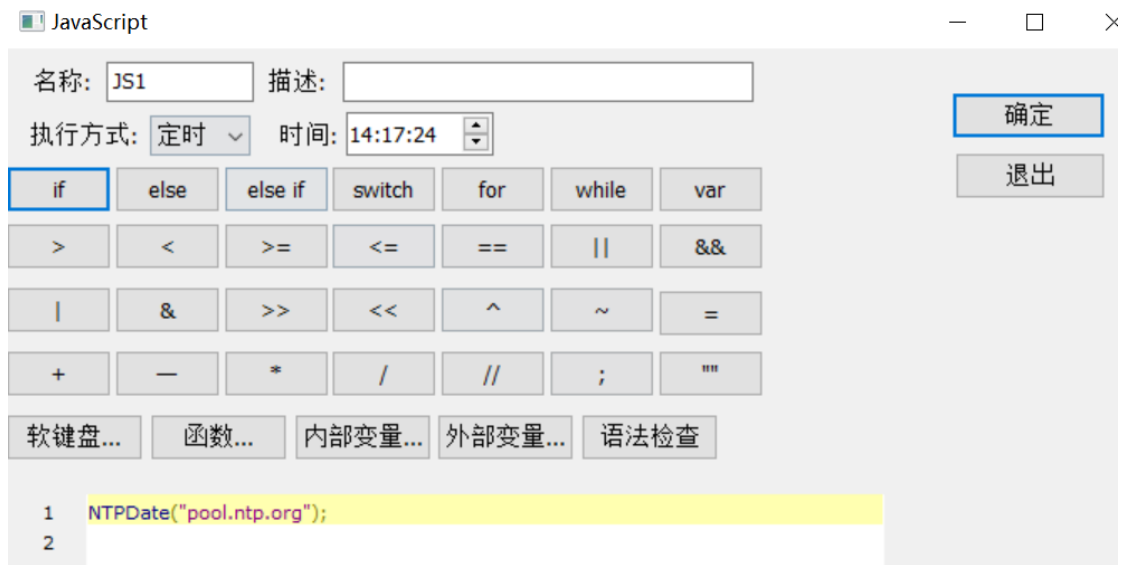 JavaScript
名称: JS1 描述:
确定
执行方式: 定时 时间: 14:17:24
退出
if else else if switch for while var
> < >= <= == || &&
| & >> << ^ ~ =
+ — * / // ; ""
软键盘... 函数... 内部变量... 外部变量... 语法检查
1 NTPDate("pool.ntp.org");
2